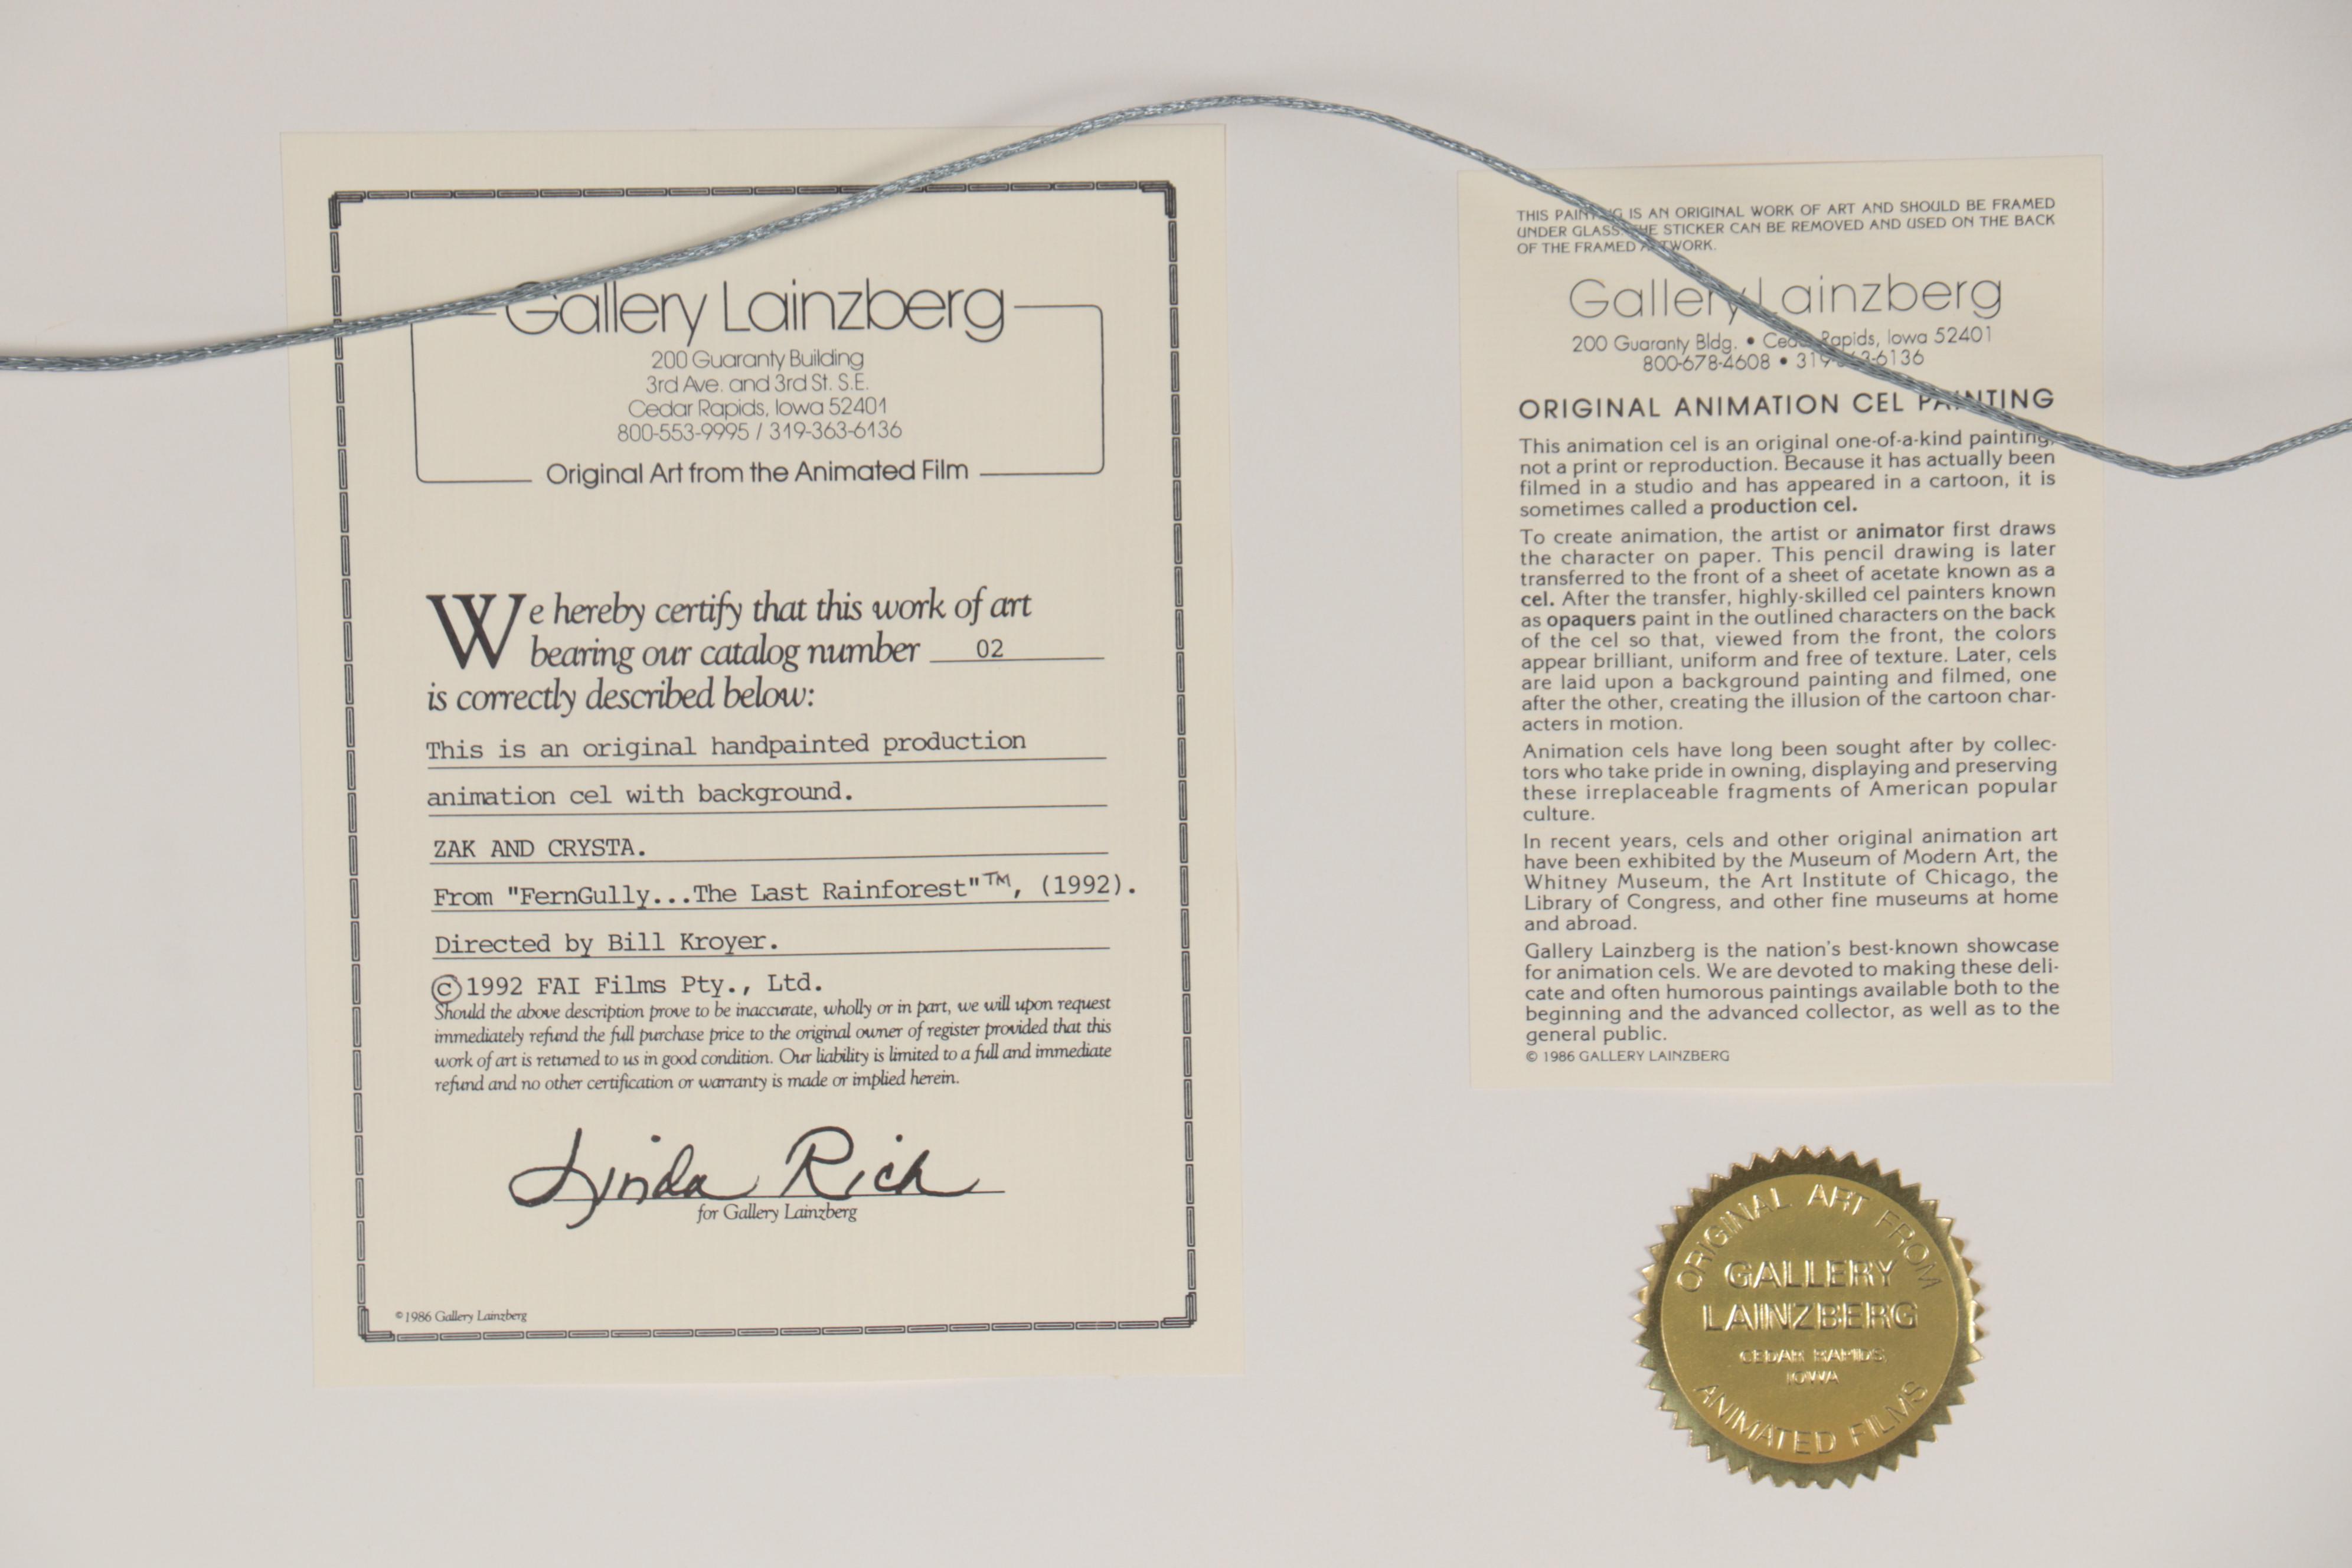 Gallery Lainzberg
200 Guaranty Building
3rd Ave. and 3rd St. S.E.
Cedar Rapids, Iowa 52401
800-553-9995 / 319-363-6136
Original Art from the Animated Film
We hereby certify that this work of art
bearing our catalog number 02
is correctly described below:
This is an original handpainted production
animation cel with background.
ZAK AND CRYSTA.
From "FernGully...The Last Rainforest"™, (1992).
Directed by Bill Kroyer.
©1992 FAI Films Pty., Ltd.
Should the above description prove to be inaccurate, wholly or in part, we will upon request
immediately refund the full purchase price to the original owner of register provided that this
work of art is returned to us in good condition. Our liability is limited to a full and immediate
refund and no other certification or warranty is made or implied herein.
Linda Rich
for Gallery Lainzberg
©1986 Gallery Lainzberg
THIS PAINTING IS AN ORIGINAL WORK OF ART AND SHOULD BE FRAMED
UNDER GLASS. THE STICKER CAN BE REMOVED AND USED ON THE BACK
OF THE FRAMED ARTWORK.
Gallery Lainzberg
200 Guaranty Bldg. • Cedar Rapids, Iowa 52401
800-678-4608 • 319-363-6136
ORIGINAL ANIMATION CEL PAINTING
This animation cel is an original one-of-a-kind painting,
not a print or reproduction. Because it has actually been
filmed in a studio and has appeared in a cartoon, it is
sometimes called a production cel.
To create animation, the artist or animator first draws
the character on paper. This pencil drawing is later
transferred to the front of a sheet of acetate known as a
cel. After the transfer, highly-skilled cel painters known
as opaquers paint in the outlined characters on the back
of the cel so that, viewed from the front, the colors
appear brilliant, uniform and free of texture. Later, cels
are laid upon a background painting and filmed, one
after the other, creating the illusion of the cartoon char-
acters in motion.
Animation cels have long been sought after by collec-
tors who take pride in owning, displaying and preserving
these irreplaceable fragments of American popular
culture.
In recent years, cels and other original animation art
have been exhibited by the Museum of Modern Art, the
Whitney Museum, the Art Institute of Chicago, the
Library of Congress, and other fine museums at home
and abroad.
Gallery Lainzberg is the nation's best-known showcase
for animation cels. We are devoted to making these deli-
cate and often humorous paintings available both to the
beginning and the advanced collector, as well as to the
general public.
© 1986 GALLERY LAINZBERG
ORIGINAL ART FROM
GALLERY
LAINZBERG
CEDAR RAPIDS
IOWA
ANIMATED FILMS